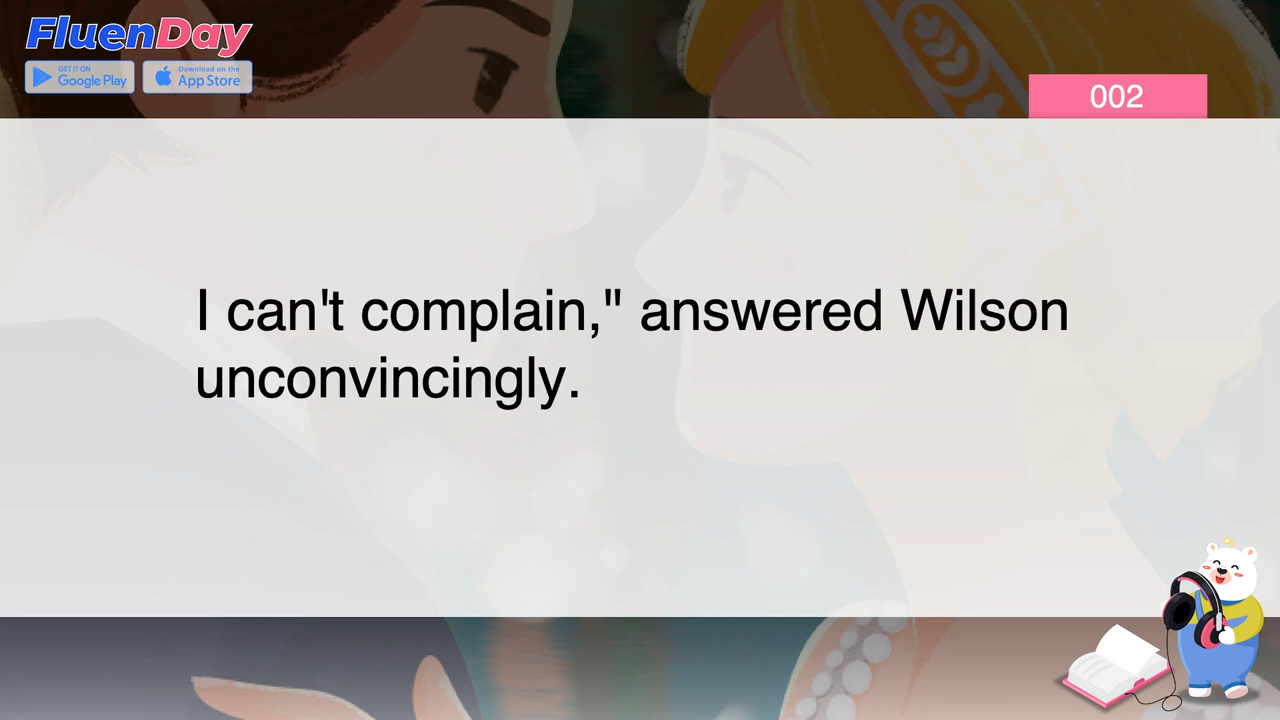 FluenDay
GET IT ON
Google Play
Download on the
App Store
002
I can't complain," answered Wilson
unconvincingly.